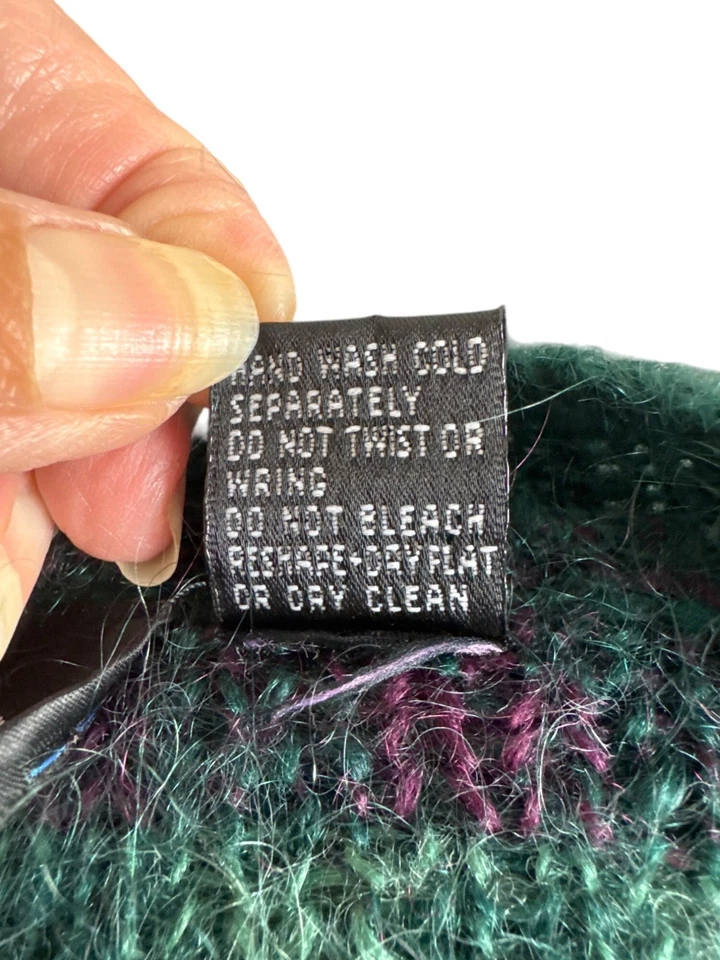 HAND WASH COLD
SEPARATELY
DO NOT TWIST OR
WRING
DO NOT BLEACH
RESHAPE-DRY FLAT
OR DRY CLEAN